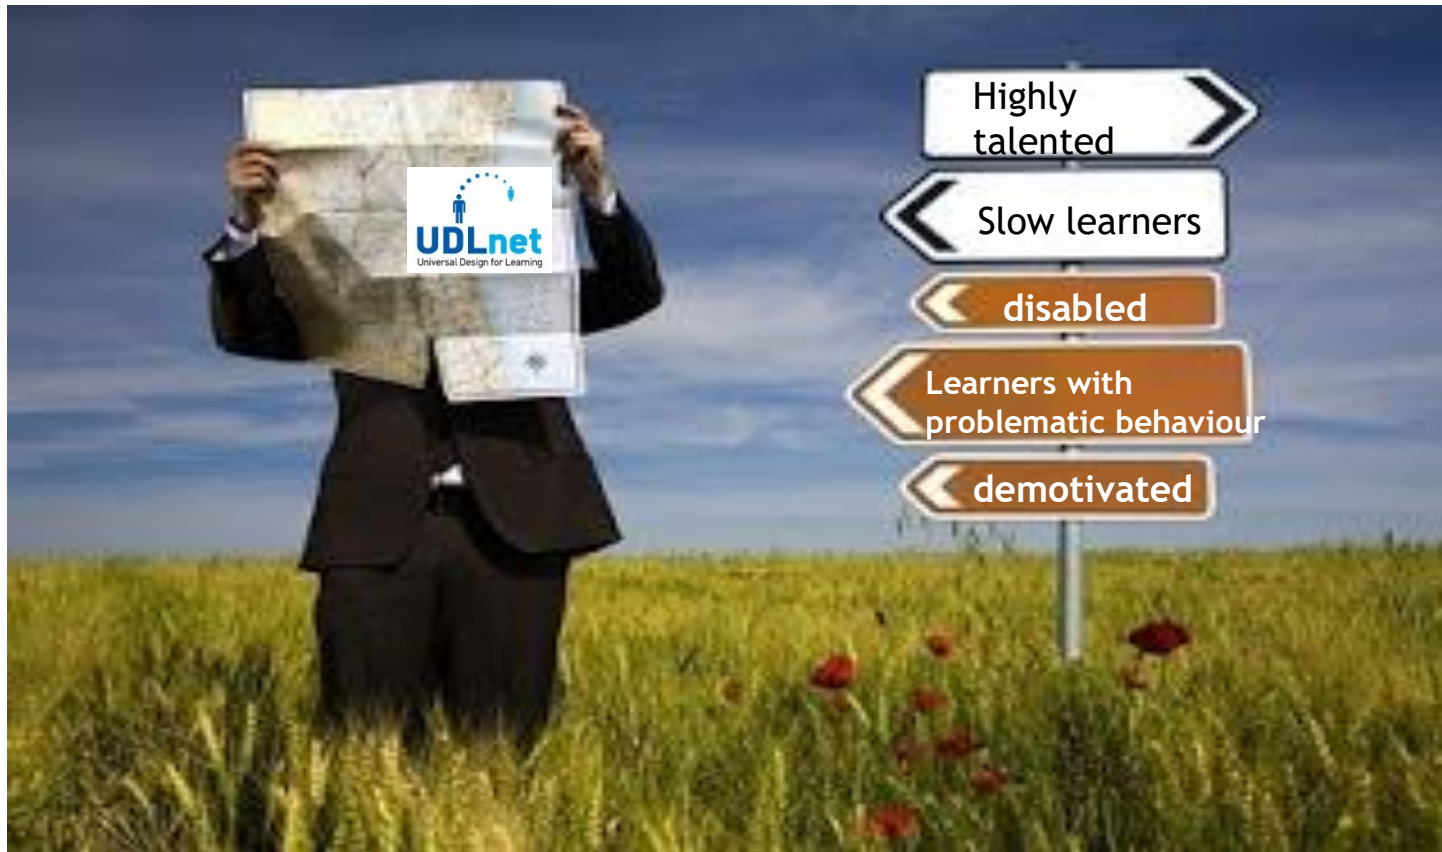 UDLnet
Universal Design for Learning
Highly
talented
Slow learners
disabled
Learners with
problematic behaviour
demotivated